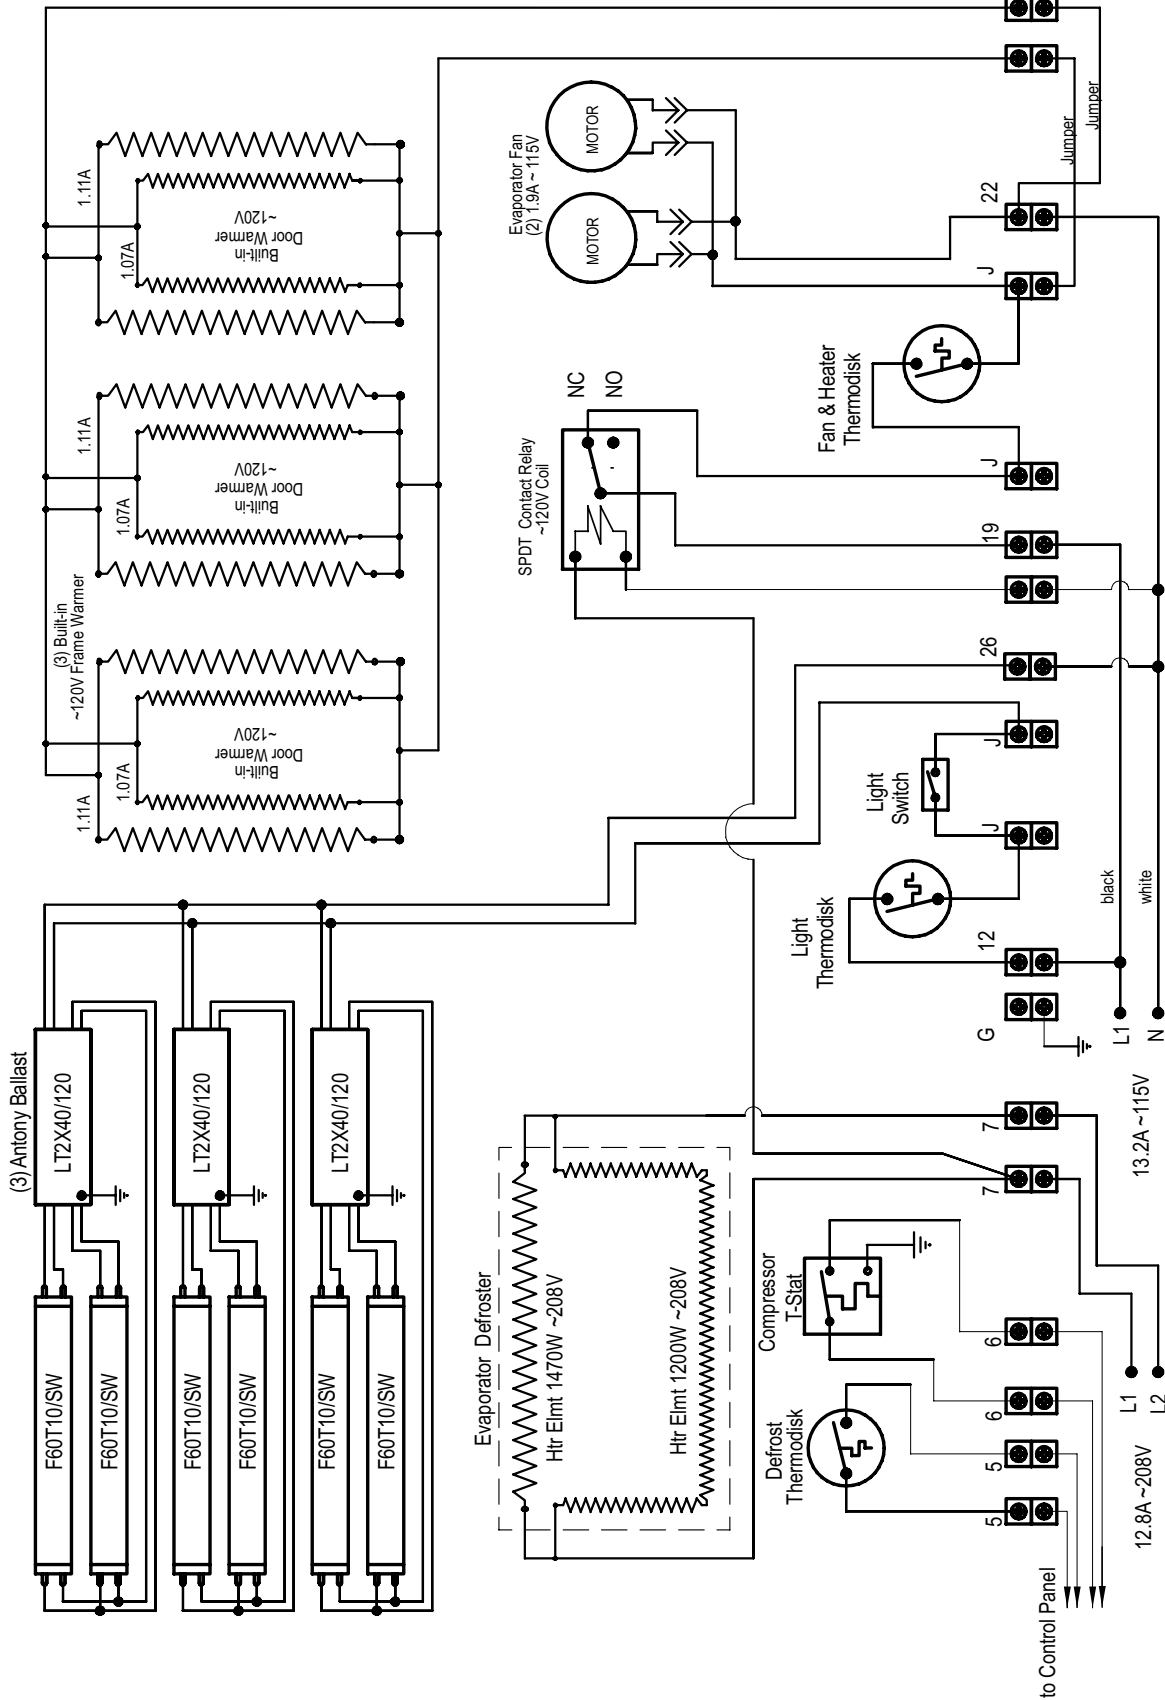 (3) Antony Ballast
LT2X40/120
LT2X40/120
LT2X40/120
F60T10/SW
F60T10/SW
F60T10/SW
F60T10/SW
F60T10/SW
F60T10/SW
(3) Built-in
~120V Frame Warmer
1.11A
1.07A
Built-in
Door Warmer
~120V
1.11A
1.07A
Built-in
Door Warmer
~120V
1.11A
1.07A
Built-in
Door Warmer
~120V
Evaporator Defroster
Htr Elmt 1470W ~208V
Htr Elmt 1200W ~208V
SPDT Contact Relay
~120V Coil
NC
NO
Evaporator Fan
(2) 1.9A ~ 115V
MOTOR
MOTOR
Defrost
Thermodisk
Compressor
T-Stat
Light
Thermodisk
Light
Switch
Fan & Heater
Thermodisk
5
5
6
6
7
7
G
12
J
J
26
19
J
J
22
Jumper
Jumper
black
white
to Control Panel
12.8A ~208V
L1
L2
13.2A ~115V
L1
N